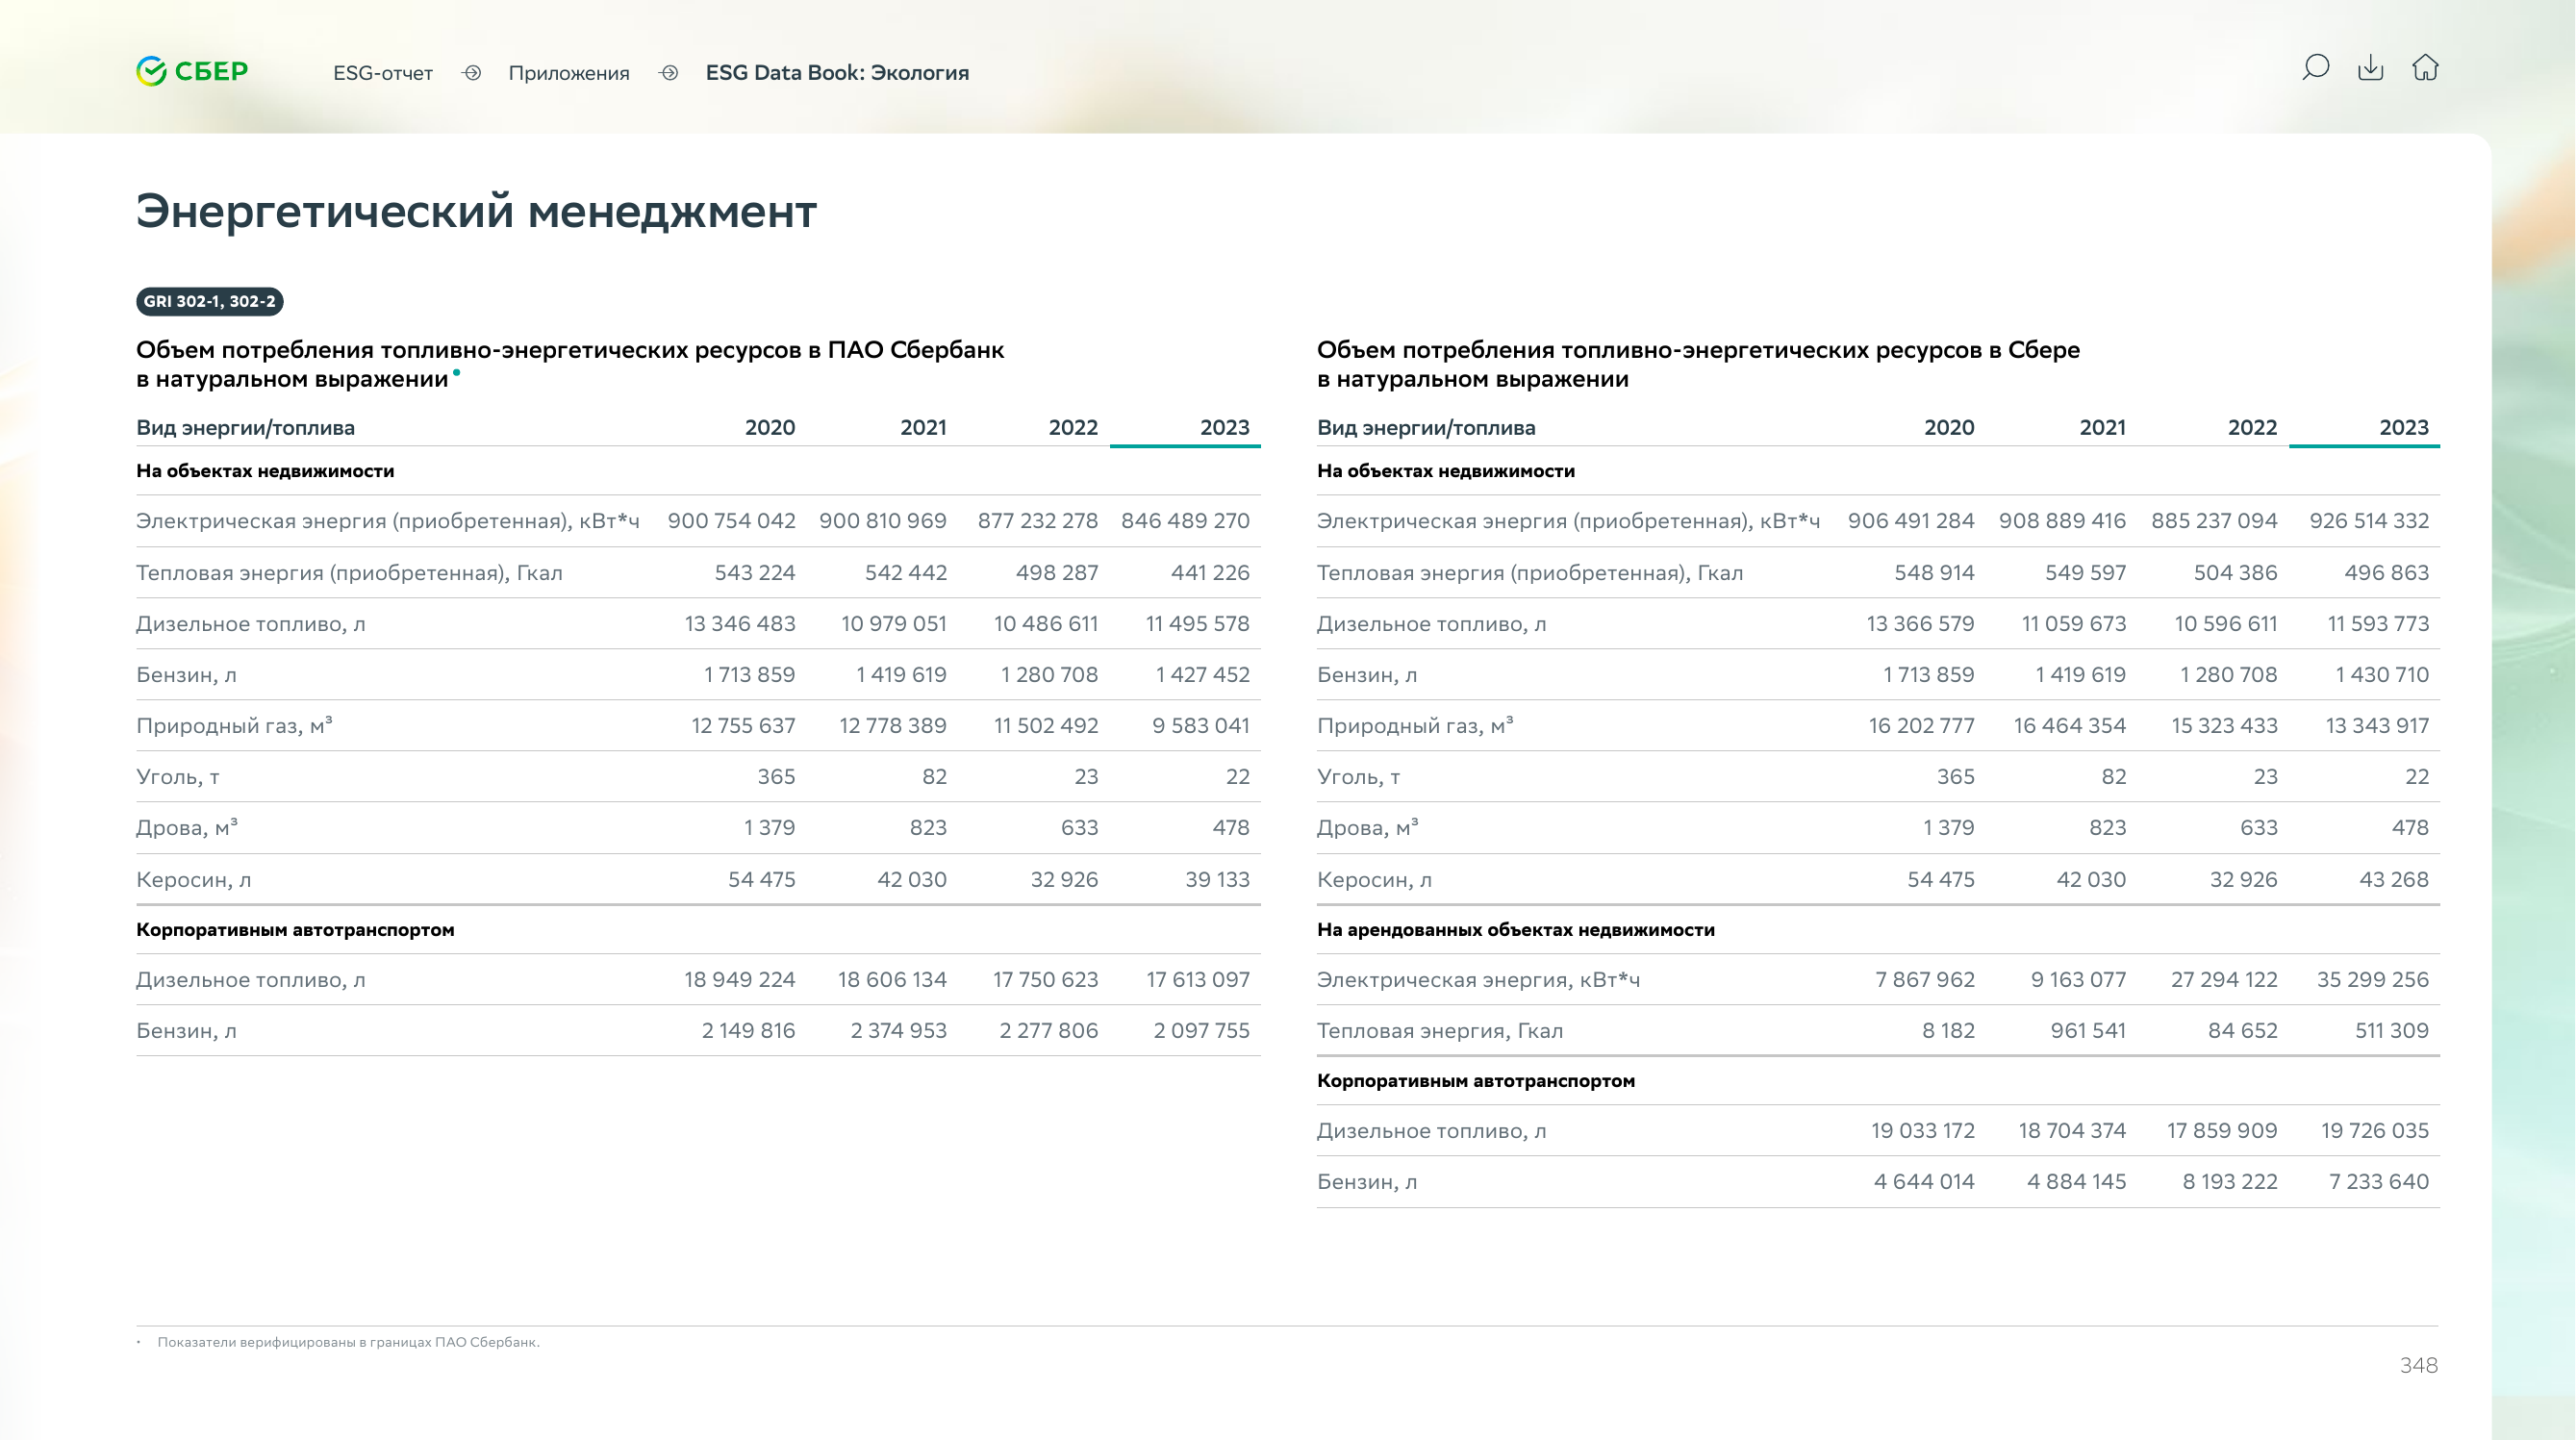 СБЕР
ESG-отчет
Приложения
ESG Data Book: Экология
Энергетический менеджмент
GRI 302-1, 302-2
Объем потребления топливно-энергетических ресурсов в ПАО Сбербанк
в натуральном выражении•
Вид энергии/топлива 2020 2021 2022 2023
На объектах недвижимости
Электрическая энергия (приобретенная), кВт*ч 900 754 042 900 810 969 877 232 278 846 489 270
Тепловая энергия (приобретенная), Гкал 543 224 542 442 498 287 441 226
Дизельное топливо, л 13 346 483 10 979 051 10 486 611 11 495 578
Бензин, л 1 713 859 1 419 619 1 280 708 1 427 452
Природный газ, м³ 12 755 637 12 778 389 11 502 492 9 583 041
Уголь, т 365 82 23 22
Дрова, м³ 1 379 823 633 478
Керосин, л 54 475 42 030 32 926 39 133
Корпоративным автотранспортом
Дизельное топливо, л 18 949 224 18 606 134 17 750 623 17 613 097
Бензин, л 2 149 816 2 374 953 2 277 806 2 097 755
Объем потребления топливно-энергетических ресурсов в Сбере
в натуральном выражении
Вид энергии/топлива 2020 2021 2022 2023
На объектах недвижимости
Электрическая энергия (приобретенная), кВт*ч 906 491 284 908 889 416 885 237 094 926 514 332
Тепловая энергия (приобретенная), Гкал 548 914 549 597 504 386 496 863
Дизельное топливо, л 13 366 579 11 059 673 10 596 611 11 593 773
Бензин, л 1 713 859 1 419 619 1 280 708 1 430 710
Природный газ, м³ 16 202 777 16 464 354 15 323 433 13 343 917
Уголь, т 365 82 23 22
Дрова, м³ 1 379 823 633 478
Керосин, л 54 475 42 030 32 926 43 268
На арендованных объектах недвижимости
Электрическая энергия, кВт*ч 7 867 962 9 163 077 27 294 122 35 299 256
Тепловая энергия, Гкал 8 182 961 541 84 652 511 309
Корпоративным автотранспортом
Дизельное топливо, л 19 033 172 18 704 374 17 859 909 19 726 035
Бензин, л 4 644 014 4 884 145 8 193 222 7 233 640
• Показатели верифицированы в границах ПАО Сбербанк.
348